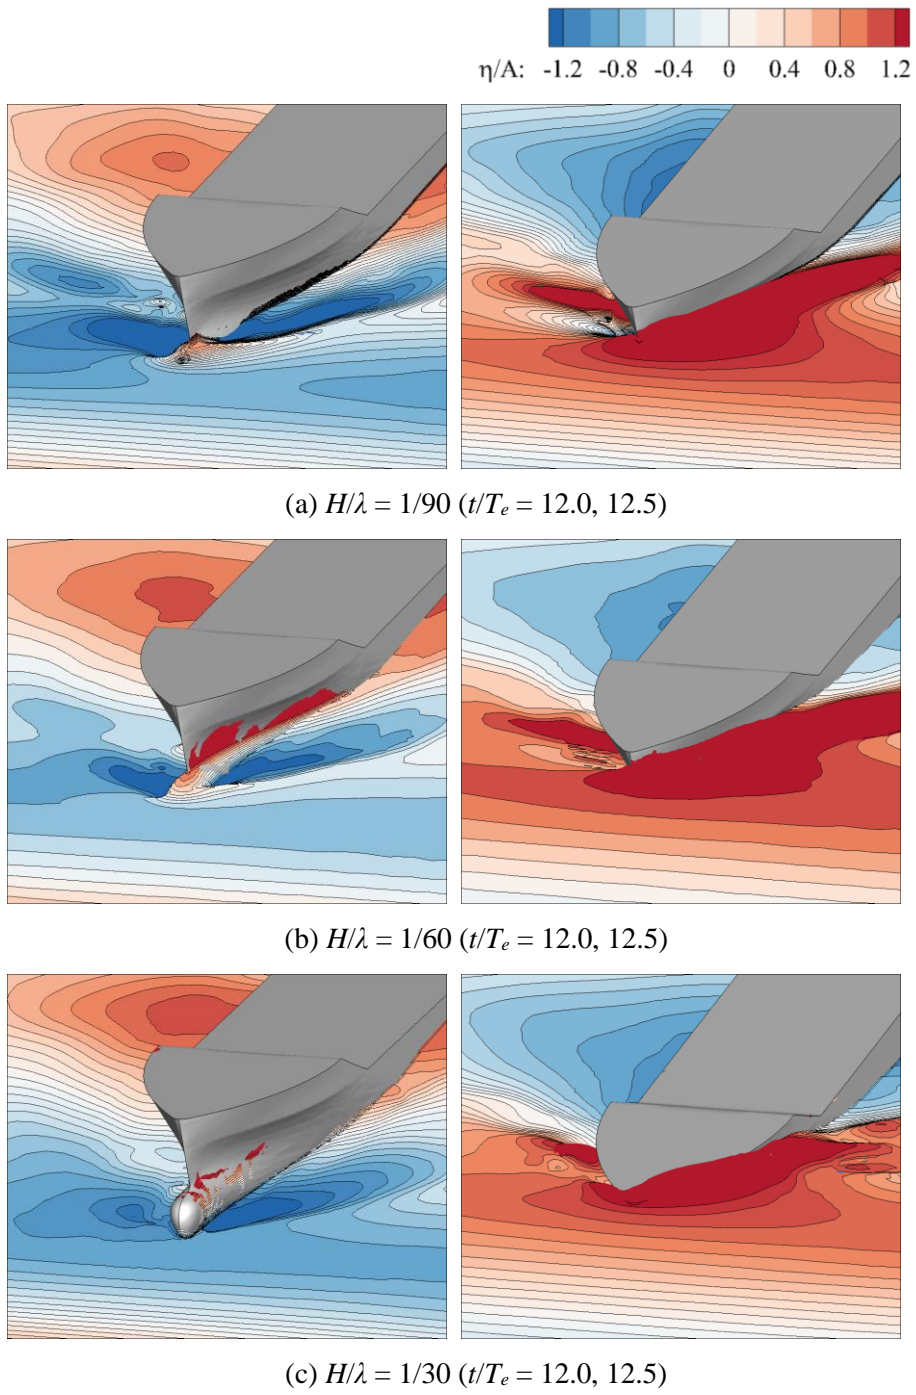 η/A: -1.2 -0.8 -0.4 0 0.4 0.8 1.2
(a) H/λ = 1/90 (t/Tₑ = 12.0, 12.5)
(b) H/λ = 1/60 (t/Tₑ = 12.0, 12.5)
(c) H/λ = 1/30 (t/Tₑ = 12.0, 12.5)